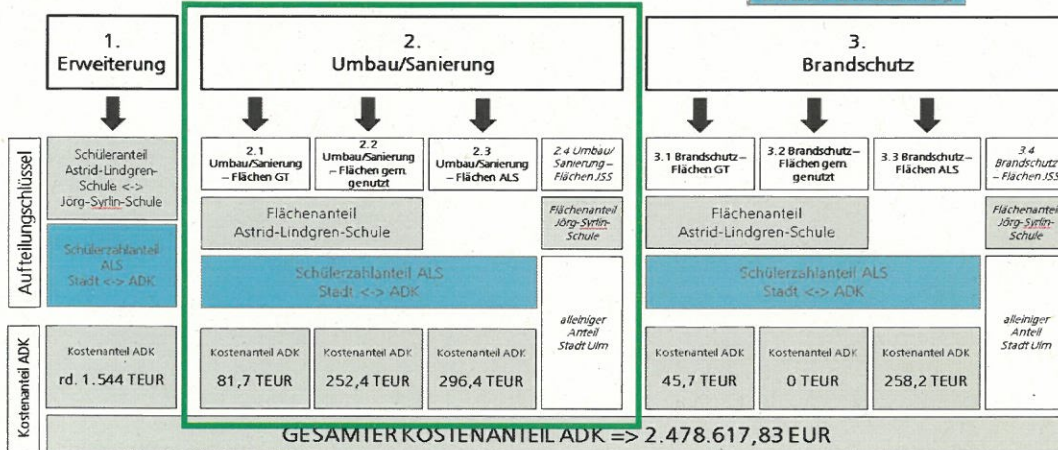 1.
Erweiterung
2.
Umbau/Sanierung
3.
Brandschutz
Aufteilungschlüssel
Schüleranteil
Astrid-Lindgren-
Schule <->
Jörg-Syrlin-Schule
Schülerzahlanteil
ALS
Stadt <-> ADK
2.1
Umbau/Sanierung
– Flächen GT
2.2
Umbau/Sanierung
– Flächen gem.
genutzt
2.3
Umbau/Sanierung
– Flächen ALS
2.4 Umbau/
Sanierung –
Flächen JSS
Flächenanteil
Astrid-Lindgren-Schule
Flächenanteil
Jörg-Syrlin-
Schule
Schülerzahlanteil ALS
Stadt <-> ADK
alleiniger
Anteil
Stadt Ulm
3.1 Brandschutz–
Flächen GT
3.2 Brandschutz–
Flächen gem.
genutzt
3.3 Brandschutz–
Flächen ALS
3.4
Brandschutz
– Flächen JSS
Flächenanteil
Astrid-Lindgren-Schule
Flächenanteil
Jörg-Syrlin-
Schule
Schülerzahlanteil ALS
Stadt <-> ADK
alleiniger
Anteil
Stadt Ulm
Kostenanteil ADK
Kostenanteil ADK
rd. 1.544 TEUR
Kostenanteil ADK
81,7 TEUR
Kostenanteil ADK
252,4 TEUR
Kostenanteil ADK
296,4 TEUR
Kostenanteil ADK
45,7 TEUR
Kostenanteil ADK
0 TEUR
Kostenanteil ADK
258,2 TEUR
GESAMTER KOSTENANTEIL ADK => 2.478.617,83 EUR